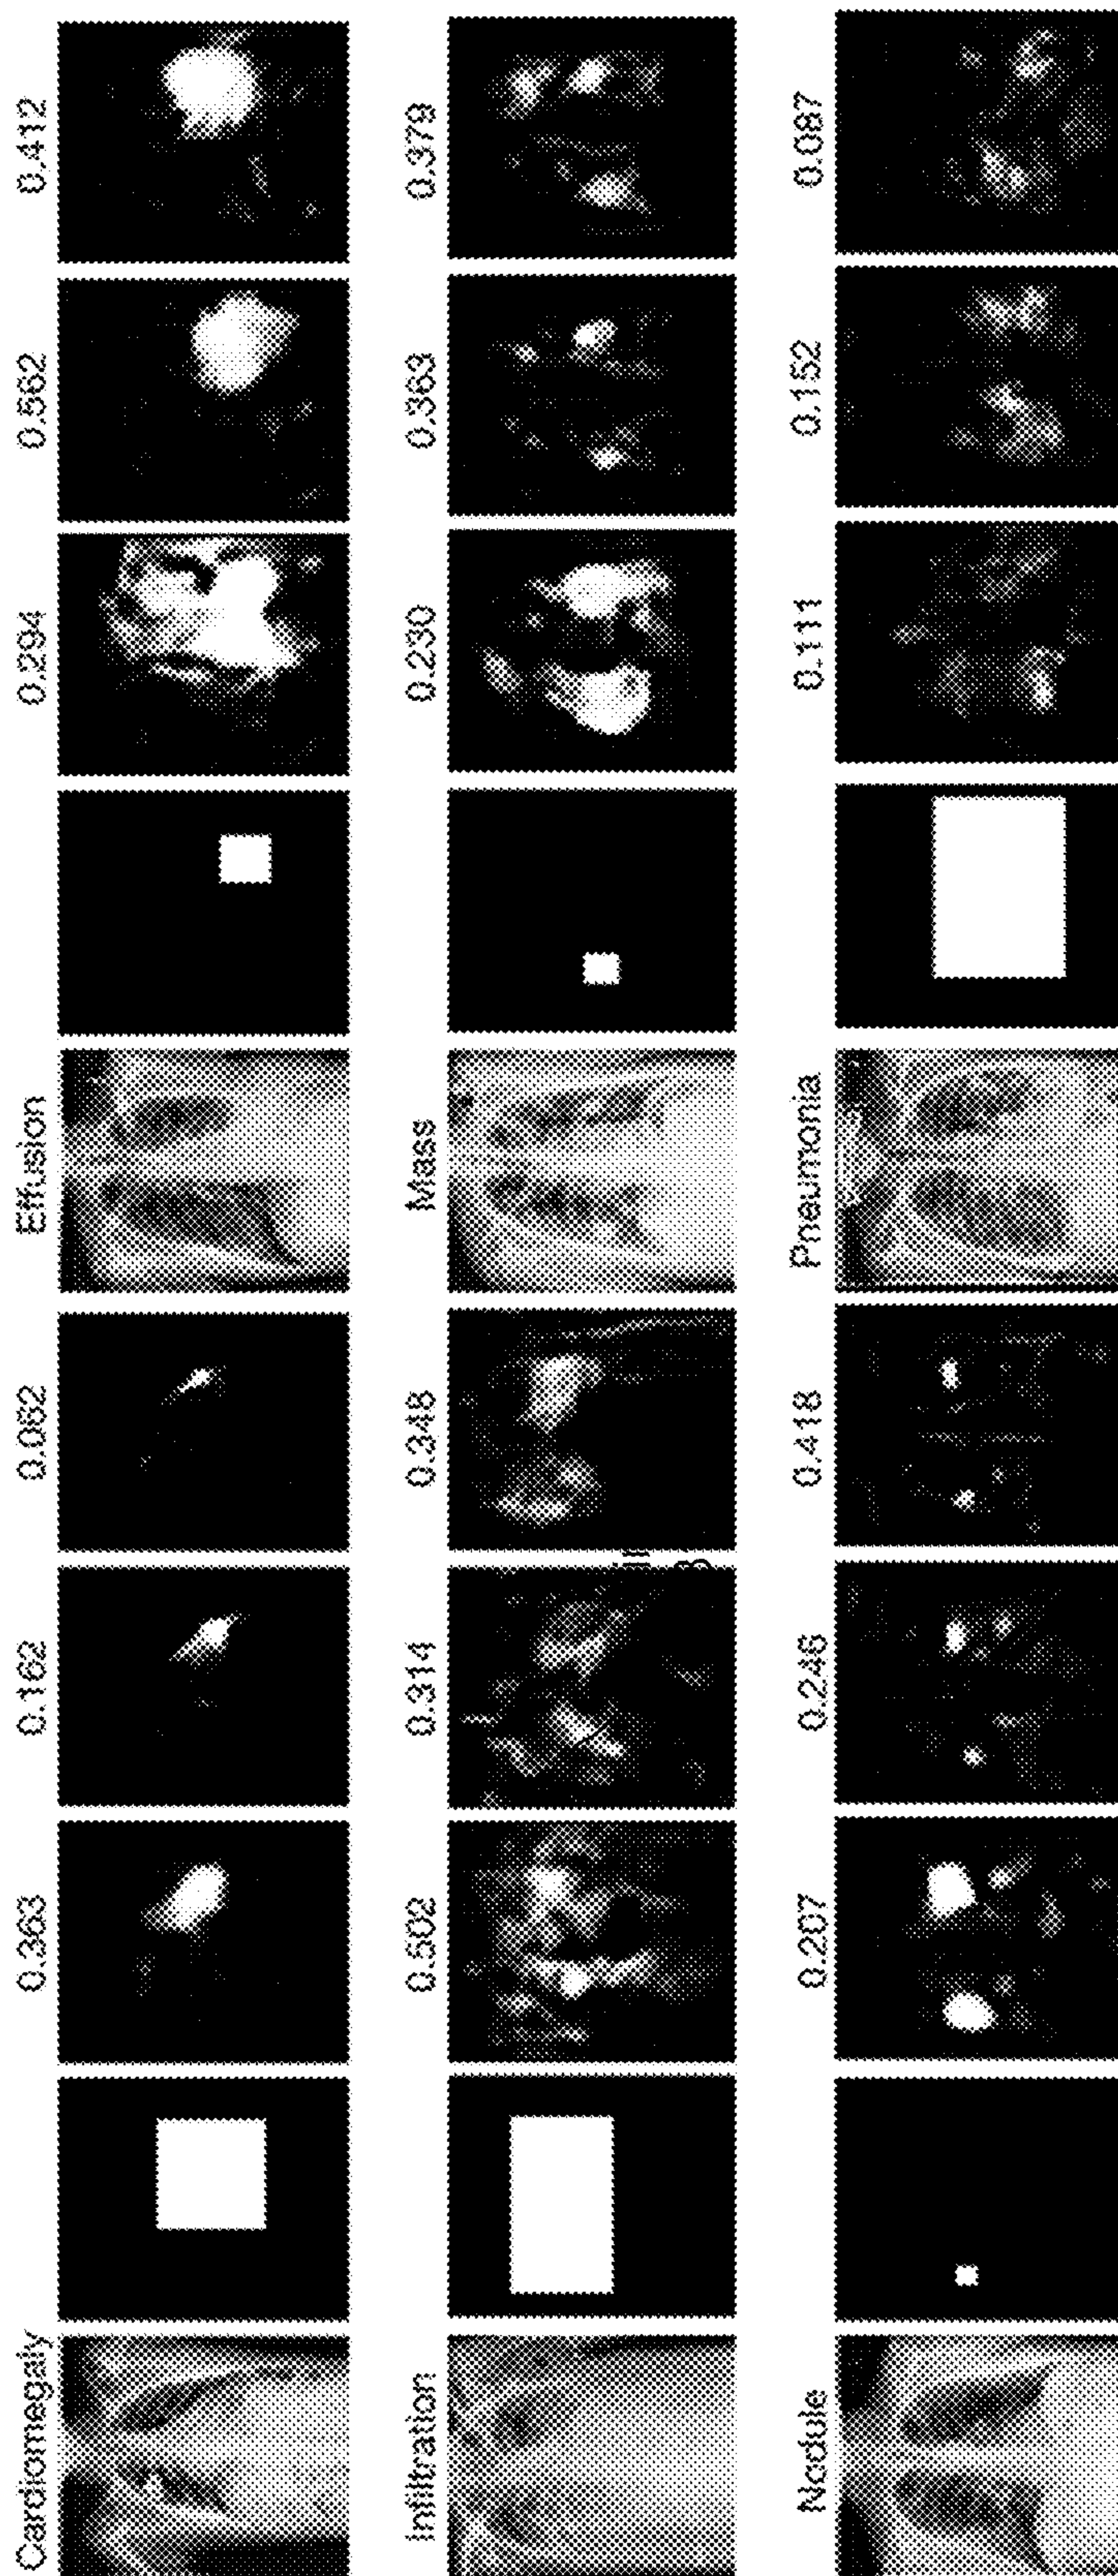 Cardiomegaly 0.363 0.162 0.062 Effusion 0.294 0.562 0.412
Infiltration 0.502 0.314 0.348 Mass 0.230 0.363 0.379
Nodule 0.207 0.246 0.418 Pneumonia 0.111 0.152 0.087